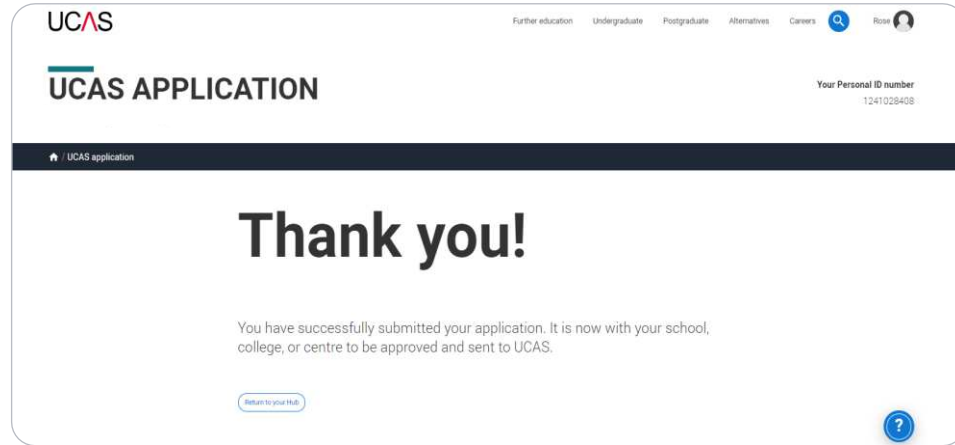 UCAS
Further education Undergraduate Postgraduate Alternatives Careers Rose
UCAS APPLICATION
Your Personal ID number
1241028408
/ UCAS application
Thank you!
You have successfully submitted your application. It is now with your school,
college, or centre to be approved and sent to UCAS.
Return to your Hub
?